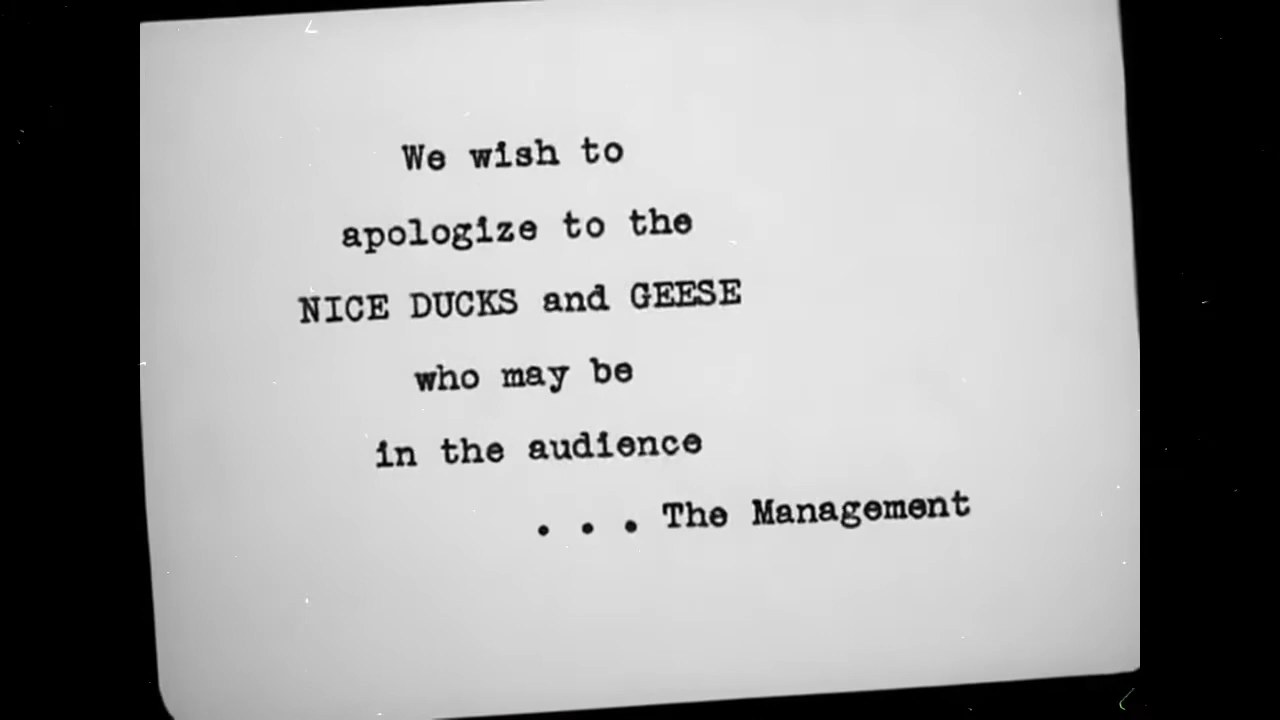 We wish to
apologize to the
NICE DUCKS and GEESE
who may be
in the audience
. . . The Management